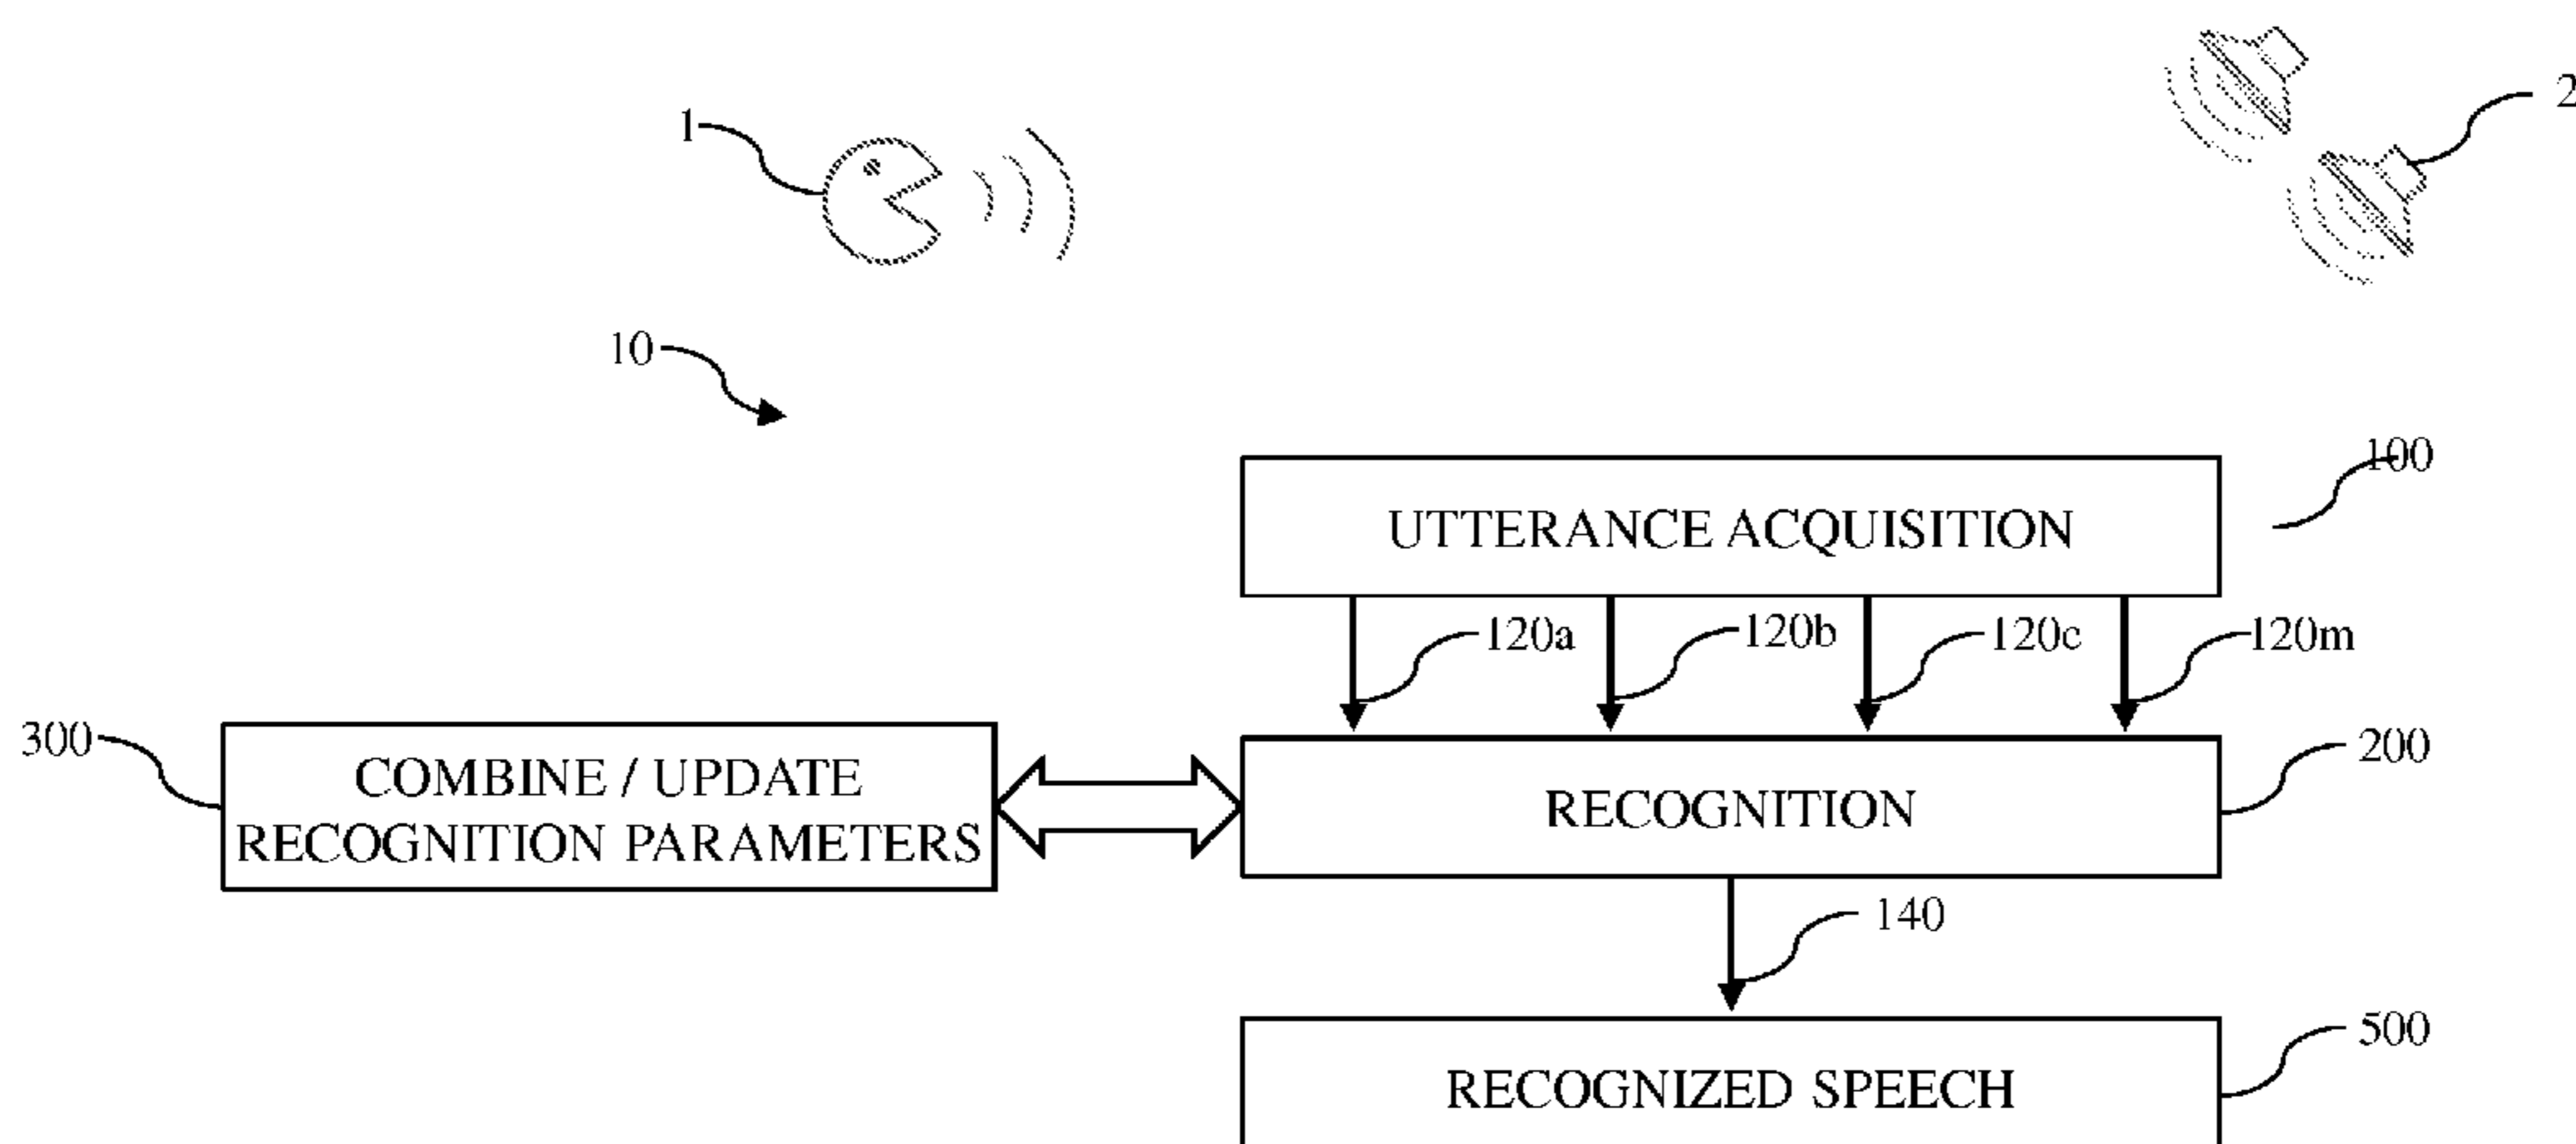 2
1
10
100
UTTERANCE ACQUISITION
120a
120b
120c
120m
300
COMBINE / UPDATE
RECOGNITION PARAMETERS
RECOGNITION
200
140
RECOGNIZED SPEECH
500